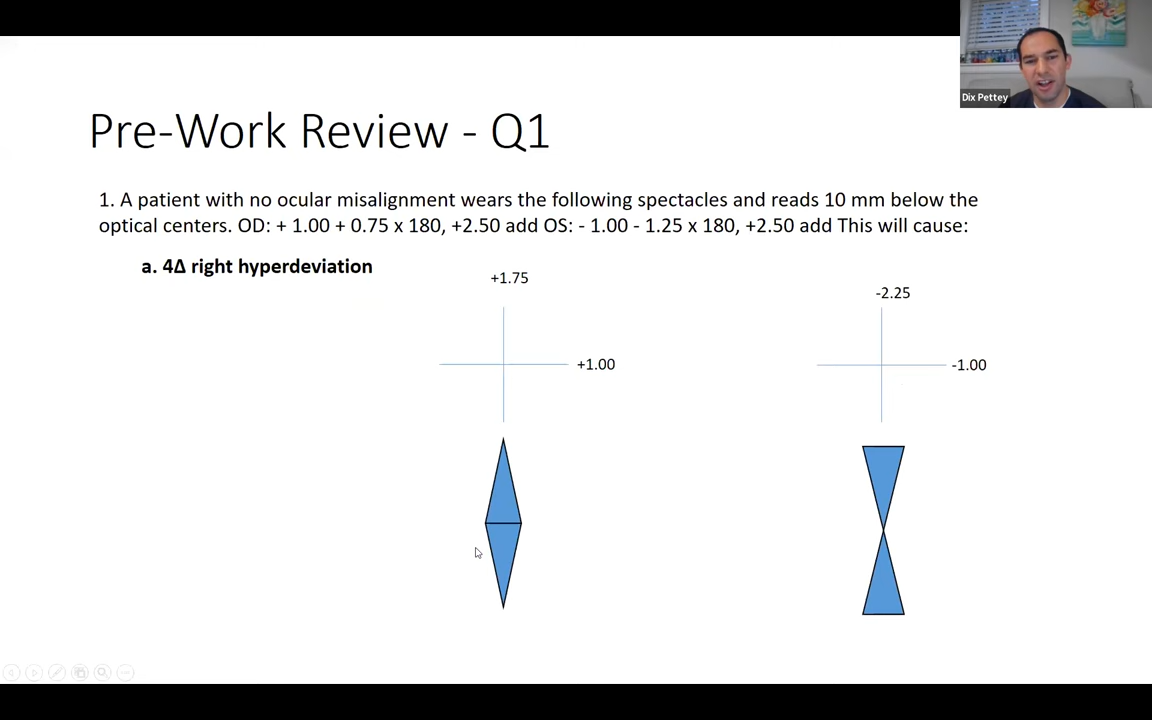 Dix Pettey
Pre-Work Review - Q1
1. A patient with no ocular misalignment wears the following spectacles and reads 10 mm below the
optical centers. OD: + 1.00 + 0.75 x 180, +2.50 add OS: - 1.00 - 1.25 x 180, +2.50 add This will cause:
a. 4Δ right hyperdeviation
+1.75
-2.25
+1.00
-1.00